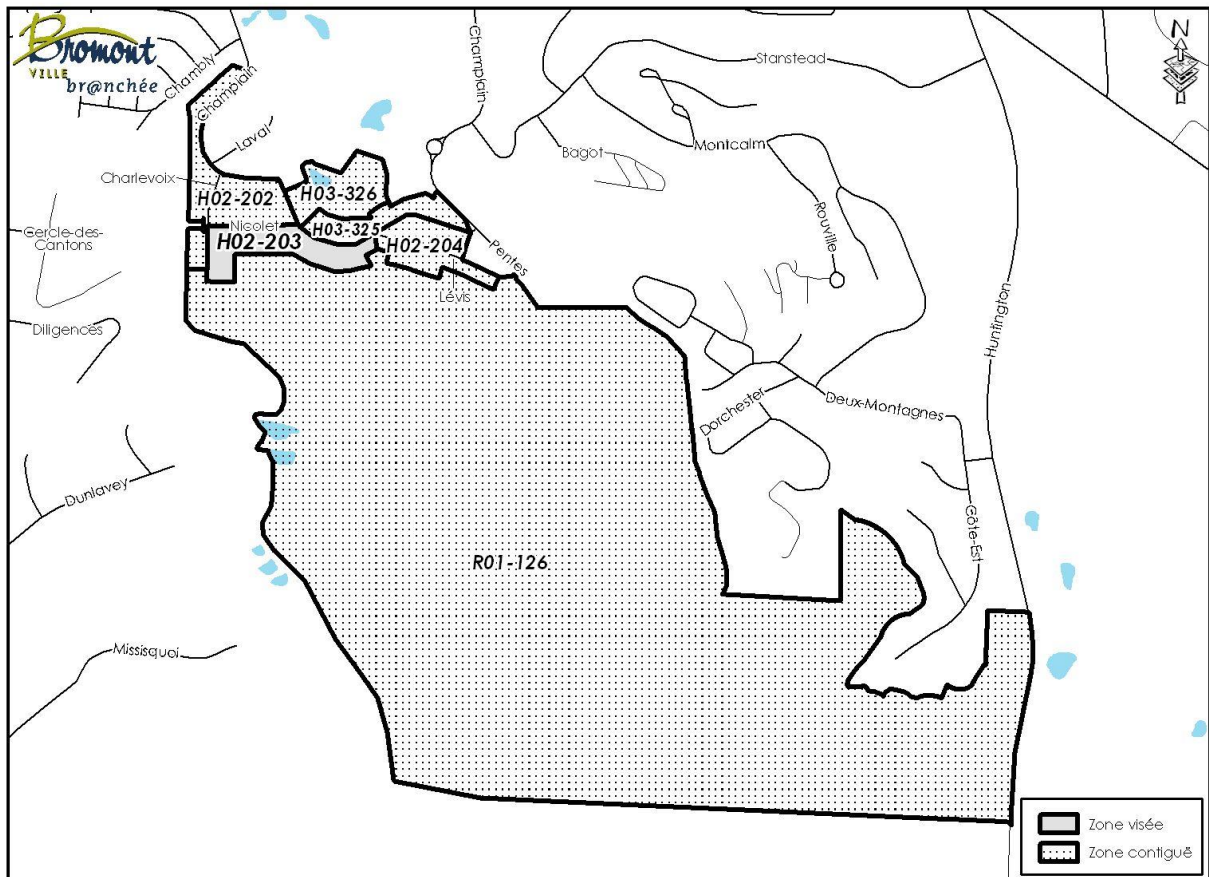 Bromont
VILLE
br@nchée
N
Chambly
Champlain
Champlain
Stanstead
Laval
Bagot
Montcalm
Charlevoix
H02-202
H03-326
Rouville
Nicolet
H03-325
Cercle-des-
Cantons
H02-203
H02-204
Pentes
Lévis
Diligences
Huntington
Deux-Montagnes
Dorchester
Dunlavey
Côte-Est
R01-126
Missisquoi
Zone visée
Zone contiguë